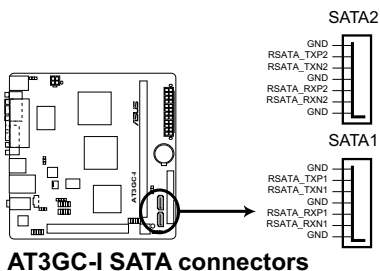 SATA2
GND
RSATA_TXP2
RSATA_TXN2
GND
RSATA_RXP2
RSATA_RXN2
GND
SATA1
GND
RSATA_TXP1
RSATA_TXN1
GND
RSATA_RXP1
RSATA_RXN1
GND
ASUS
AT3GC-I
AT3GC-I SATA connectors